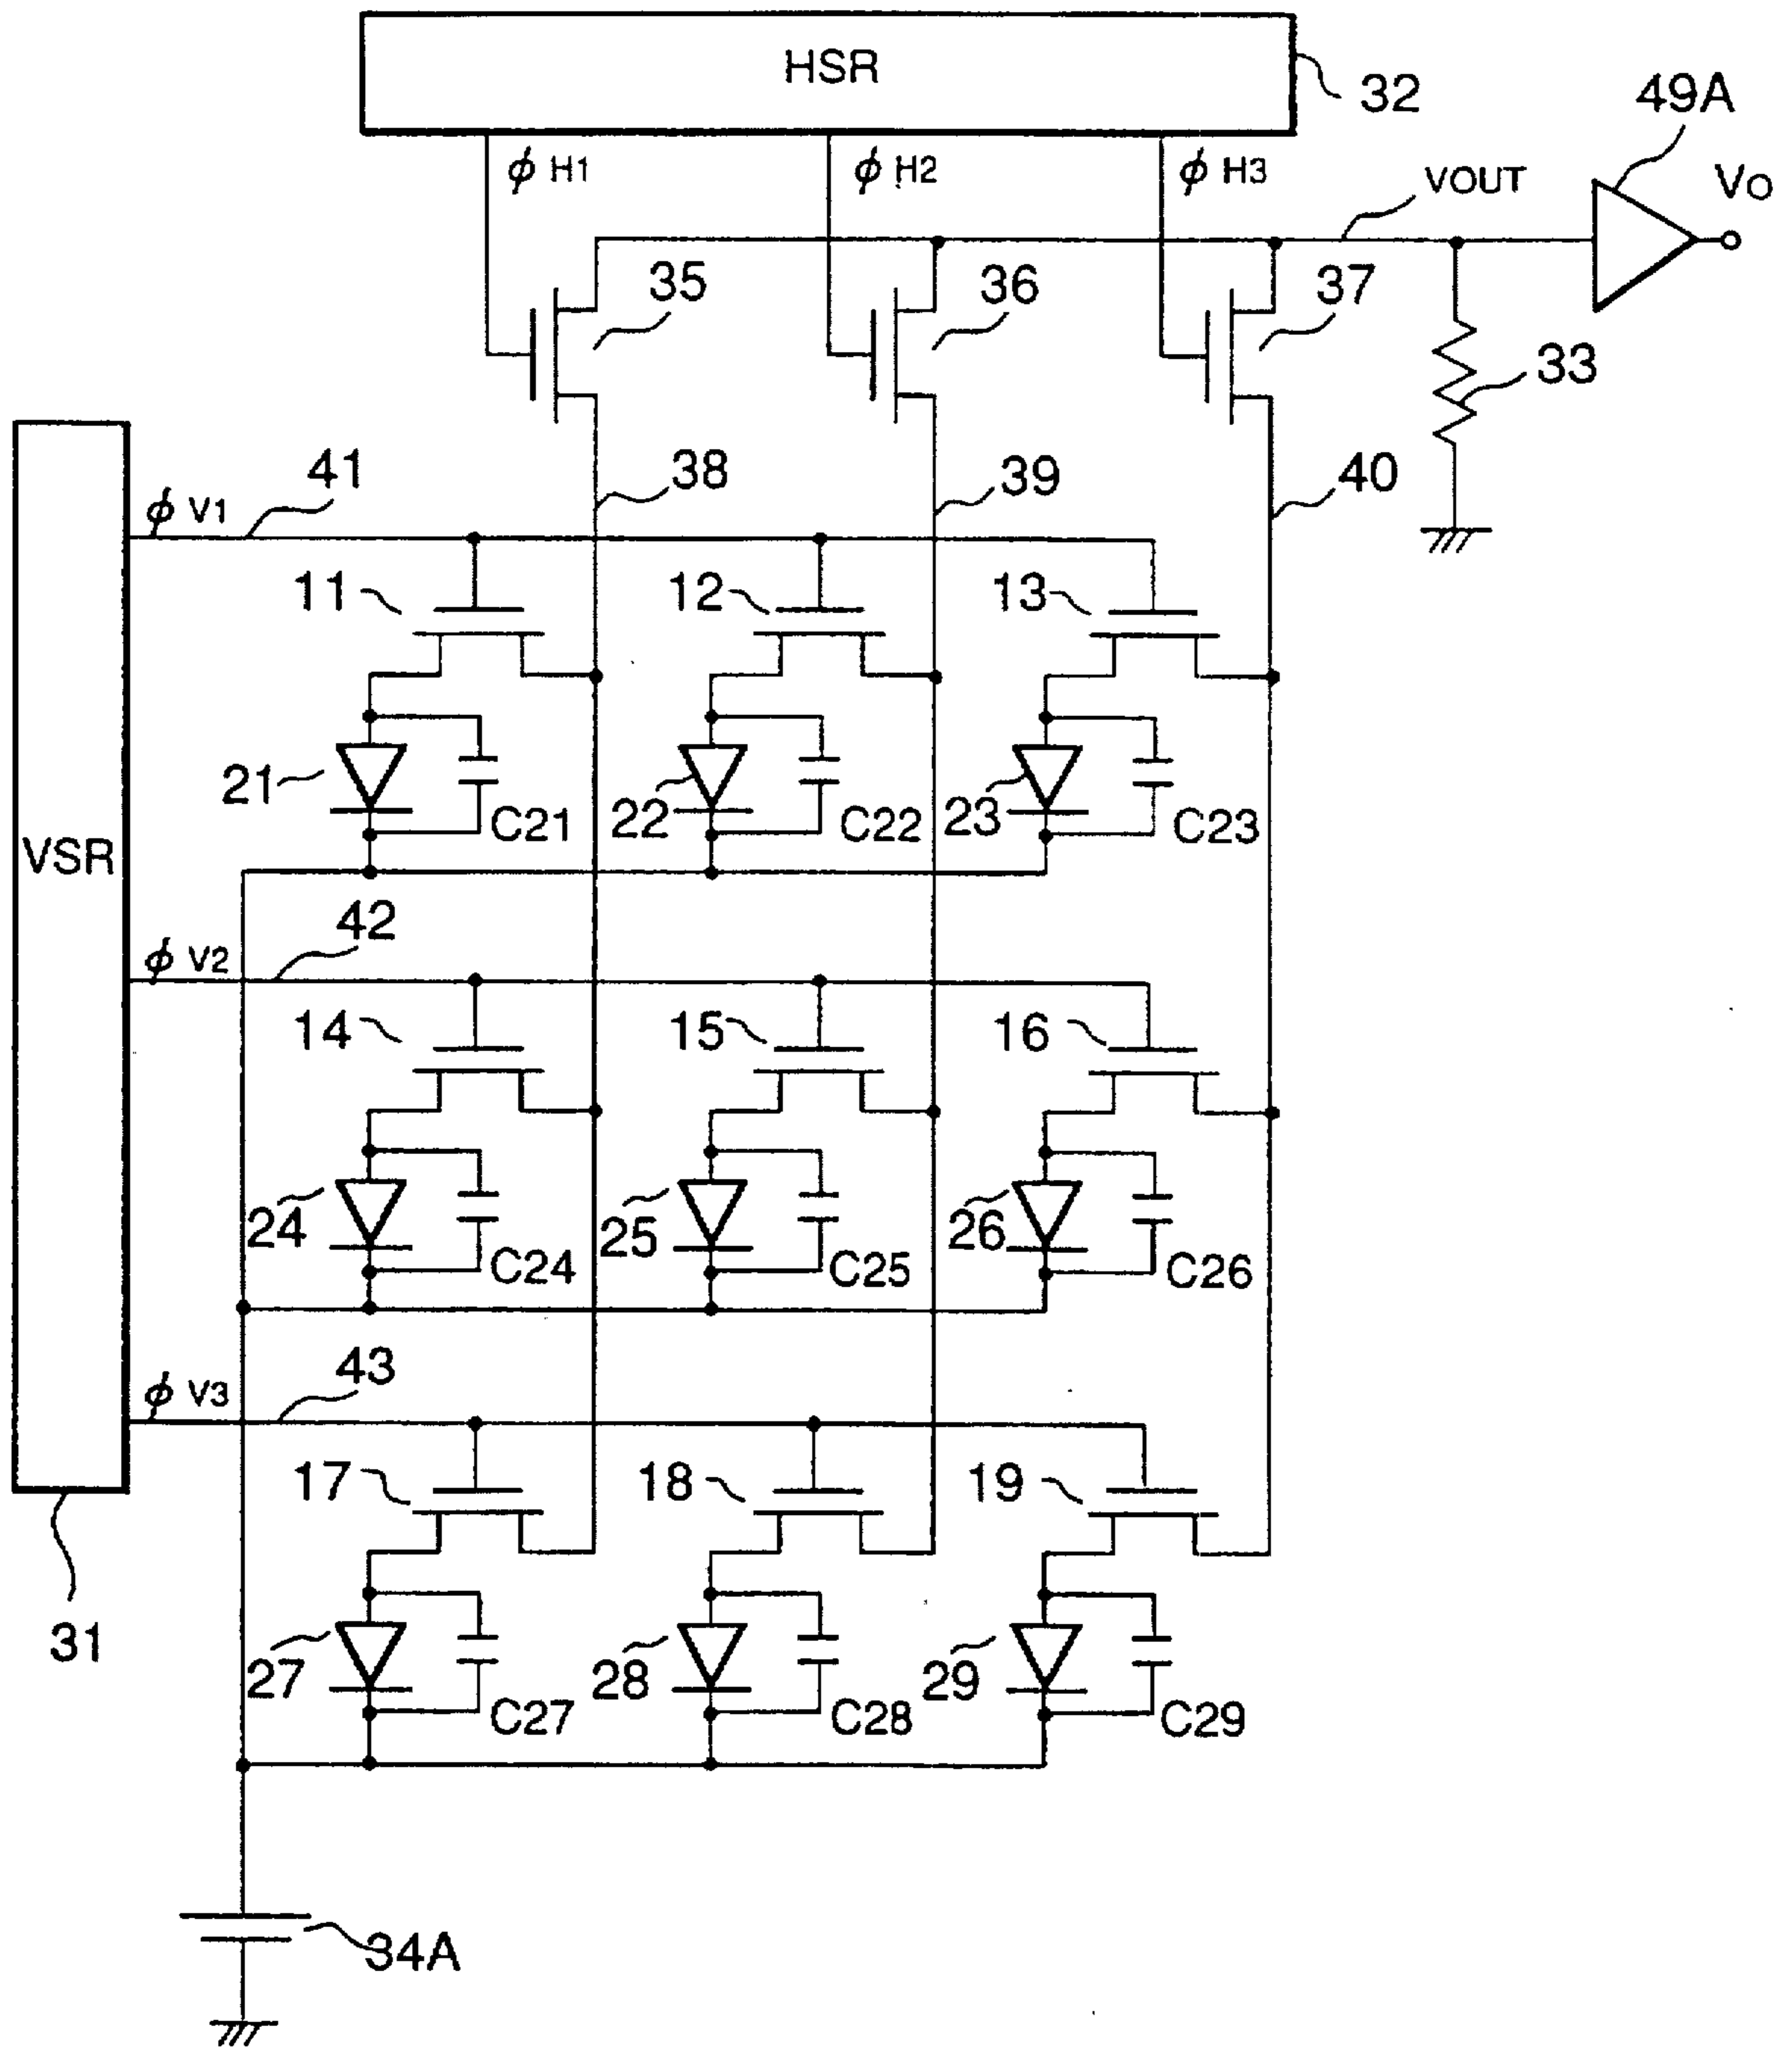 HSR
32
49A
ϕ H1
ϕ H2
ϕ H3
VOUT
VO
35
36
37
33
41
38
39
40
ϕ V1
11
12
13
21
C21
22
C22
23
C23
VSR
42
ϕ V2
14
15
16
24
C24
25
C25
26
C26
43
ϕ V3
17
18
19
31
27
C27
28
C28
29
C29
34A